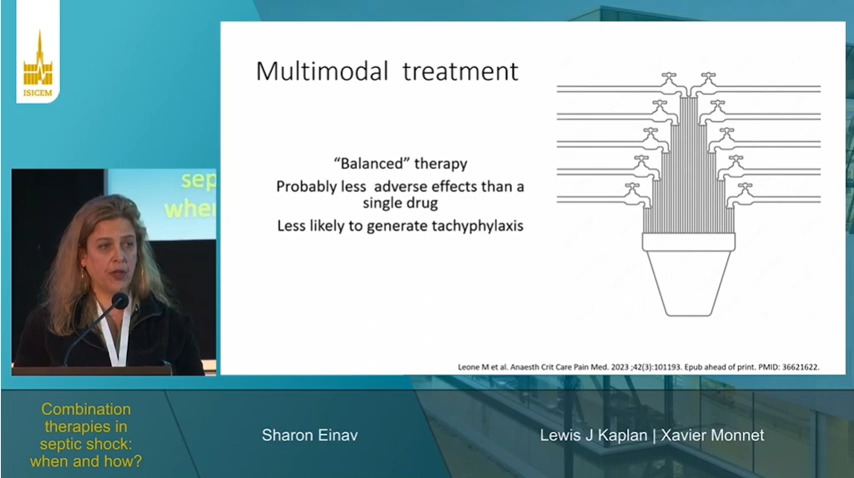 ISICEM
Multimodal treatment
“Balanced” therapy
Probably less adverse effects than a
single drug
Less likely to generate tachyphylaxis
Leone M et al. Anaesth Crit Care Pain Med. 2023 ;42(3):101193. Epub ahead of print. PMID: 36621622.
sep
when
Combination
therapies in
septic shock:
when and how?
Sharon Einav
Lewis J Kaplan | Xavier Monnet